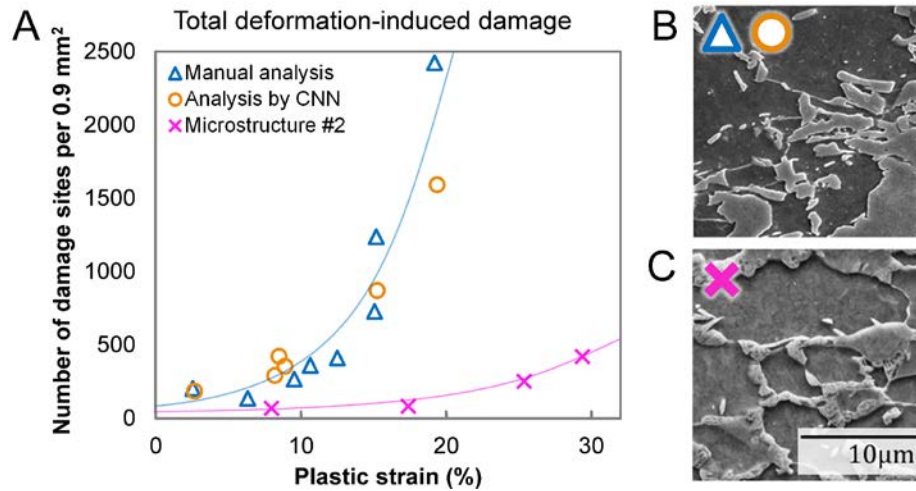 A
Total deformation-induced damage
Number of damage sites per 0.9 mm²
2500
2000
1500
1000
500
0
Manual analysis
Analysis by CNN
Microstructure #2
0
10
20
30
Plastic strain (%)
B
C
10μm